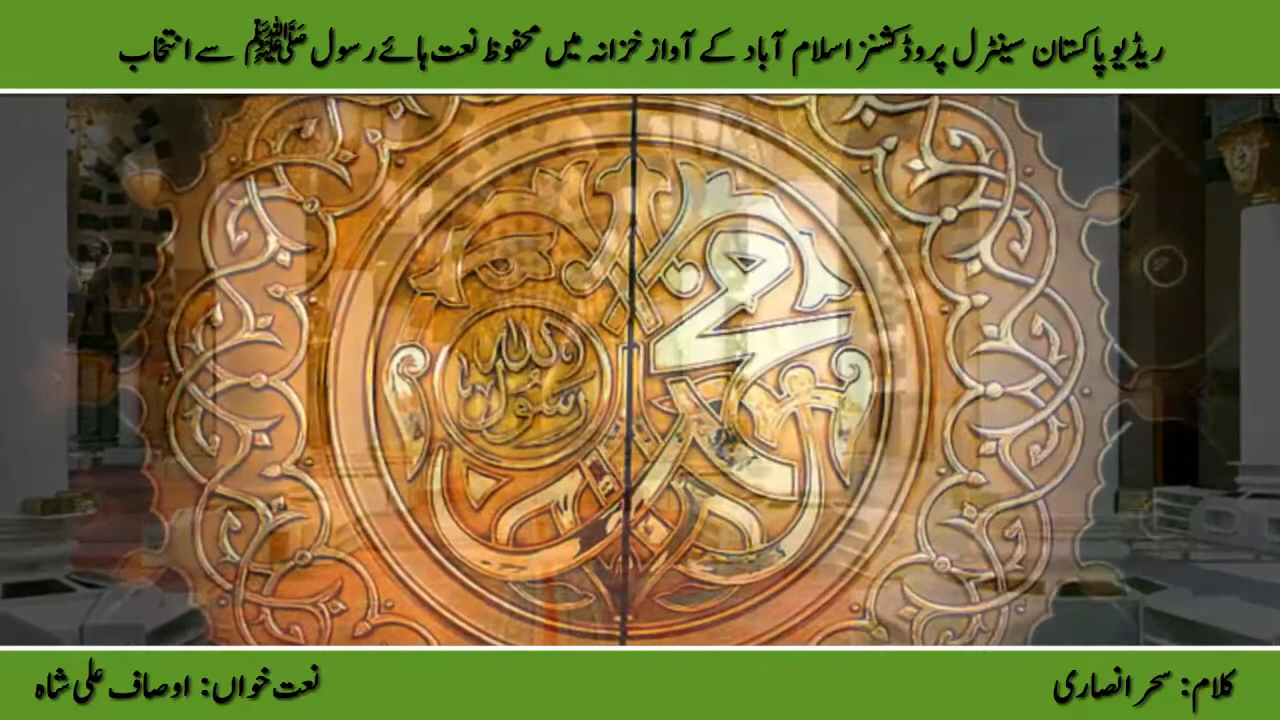 ریڈیو پاکستان سینٹرل پروڈکشنز اسلام آباد کے آواز خزانہ میں محفوظ نعت ہائے رسول ﷺ سے انتخاب
محمد
رسول الله
کلام: سحر انصاری
نعت خواں: اوصاف علی شاہ